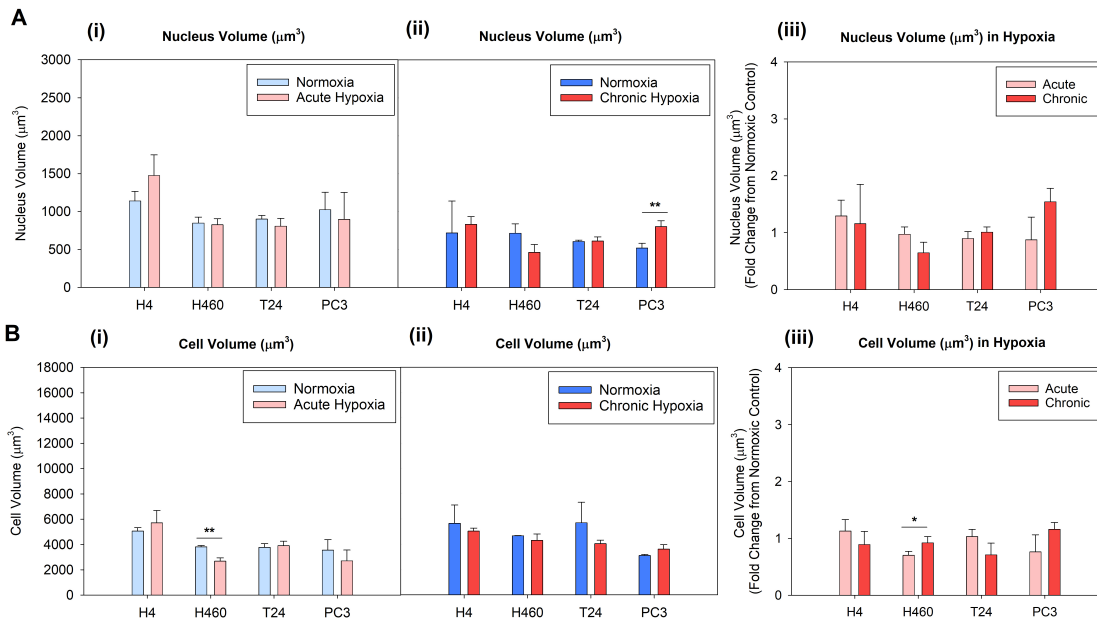 A
(i)
Nucleus Volume (μm³)
Nucleus Volume (μm³)
3000
2500
2000
1500
1000
500
0
Normoxia
Acute Hypoxia
H4 H460 T24 PC3
(ii)
Nucleus Volume (μm³)
Normoxia
Chronic Hypoxia
**
H4 H460 T24 PC3
(iii)
Nucleus Volume (μm³) in Hypoxia
Nucleus Volume (μm³)
(Fold Change from Normoxic Control)
4
3
2
1
0
Acute
Chronic
H4 H460 T24 PC3
B
(i)
Cell Volume (μm³)
Cell Volume (μm³)
18000
16000
14000
12000
10000
8000
6000
4000
2000
0
Normoxia
Acute Hypoxia
**
H4 H460 T24 PC3
(ii)
Cell Volume (μm³)
Normoxia
Chronic Hypoxia
H4 H460 T24 PC3
(iii)
Cell Volume (μm³) in Hypoxia
Cell Volume (μm³)
(Fold Change from Normoxic Control)
4
3
2
1
0
Acute
Chronic
*
H4 H460 T24 PC3